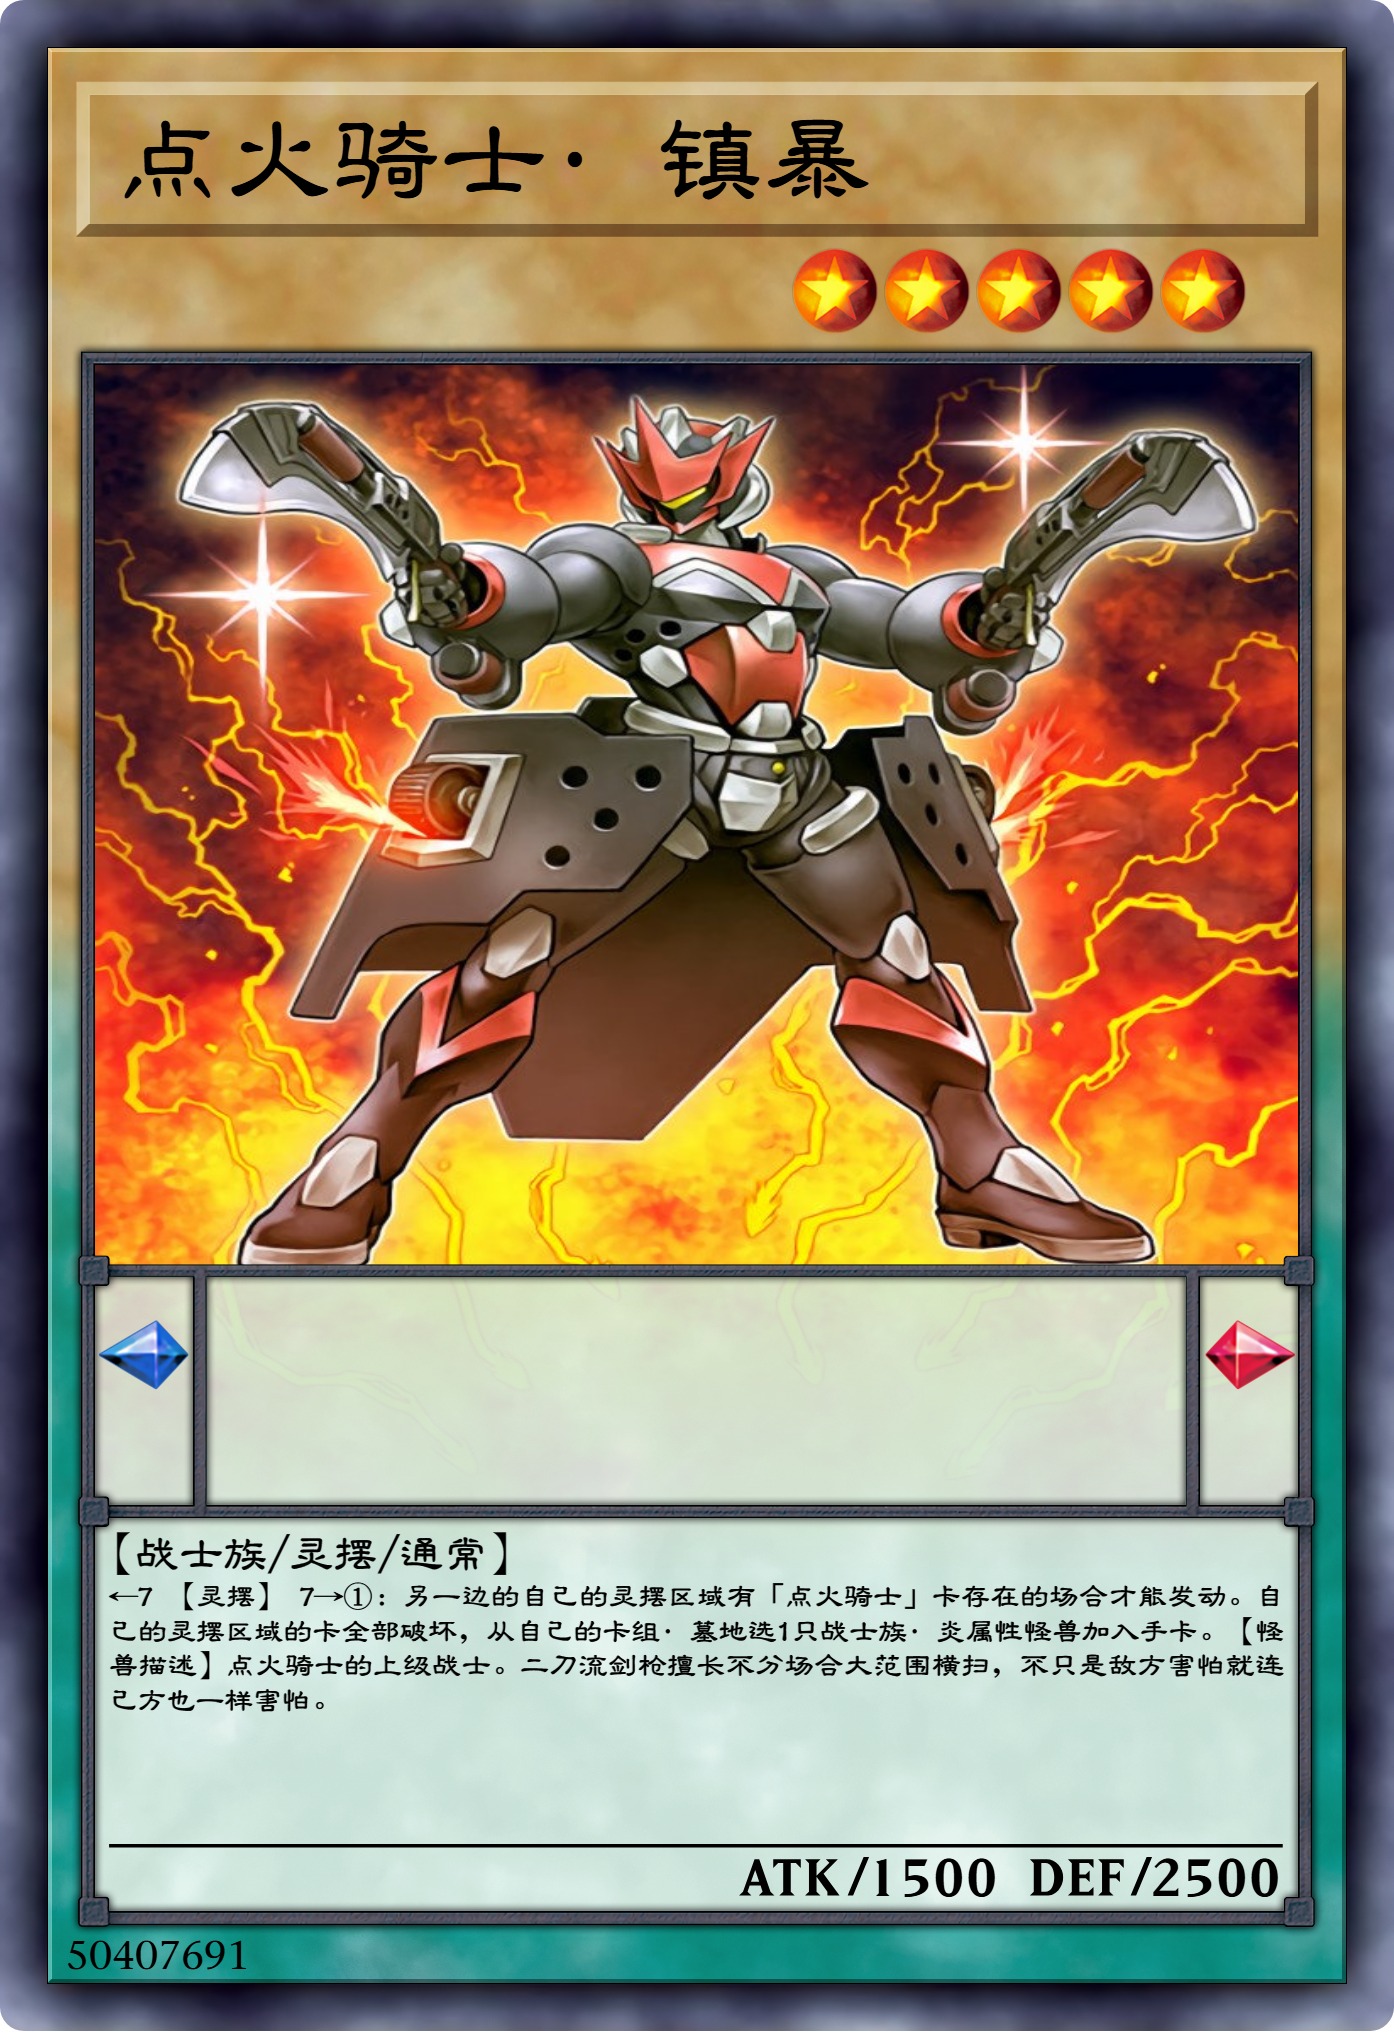 点火骑士·镇暴
【战士族/灵摆/通常】
←7 【灵摆】 7→①：另一边的自己的灵摆区域有「点火骑士」卡存在的场合才能发动。自
己的灵摆区域的卡全部破坏，从自己的卡组·墓地选1只战士族·炎属性怪兽加入手卡。【怪
兽描述】点火骑士的上级战士。二刀流剑枪擅长不分场合大范围横扫，不只是敌方害怕就连
己方也一样害怕。
ATK/1500 DEF/2500
50407691